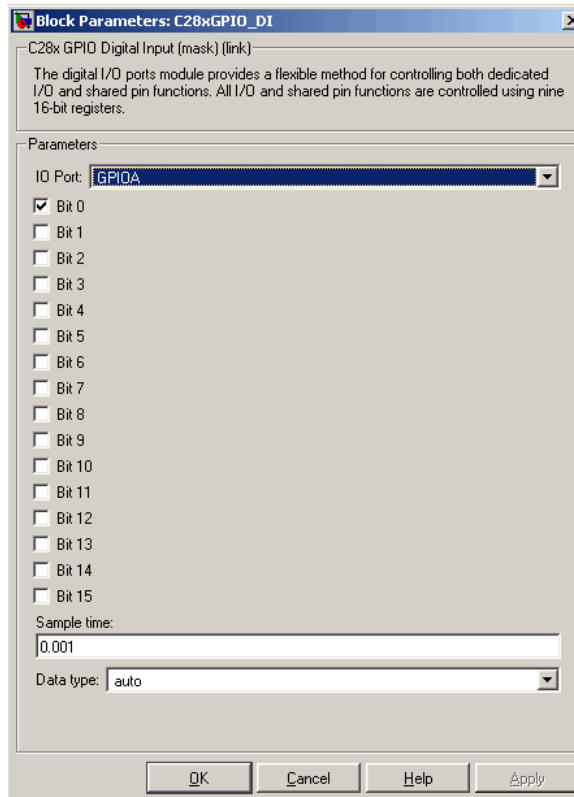 Block Parameters: C28xGPIO_DI
C28x GPIO Digital Input (mask) (link)
The digital I/O ports module provides a flexible method for controlling both dedicated
I/O and shared pin functions. All I/O and shared pin functions are controlled using nine
16-bit registers.
Parameters
IO Port: GPIOA
Bit 0
Bit 1
Bit 2
Bit 3
Bit 4
Bit 5
Bit 6
Bit 7
Bit 8
Bit 9
Bit 10
Bit 11
Bit 12
Bit 13
Bit 14
Bit 15
Sample time:
0.001
Data type: auto
OK Cancel Help Apply